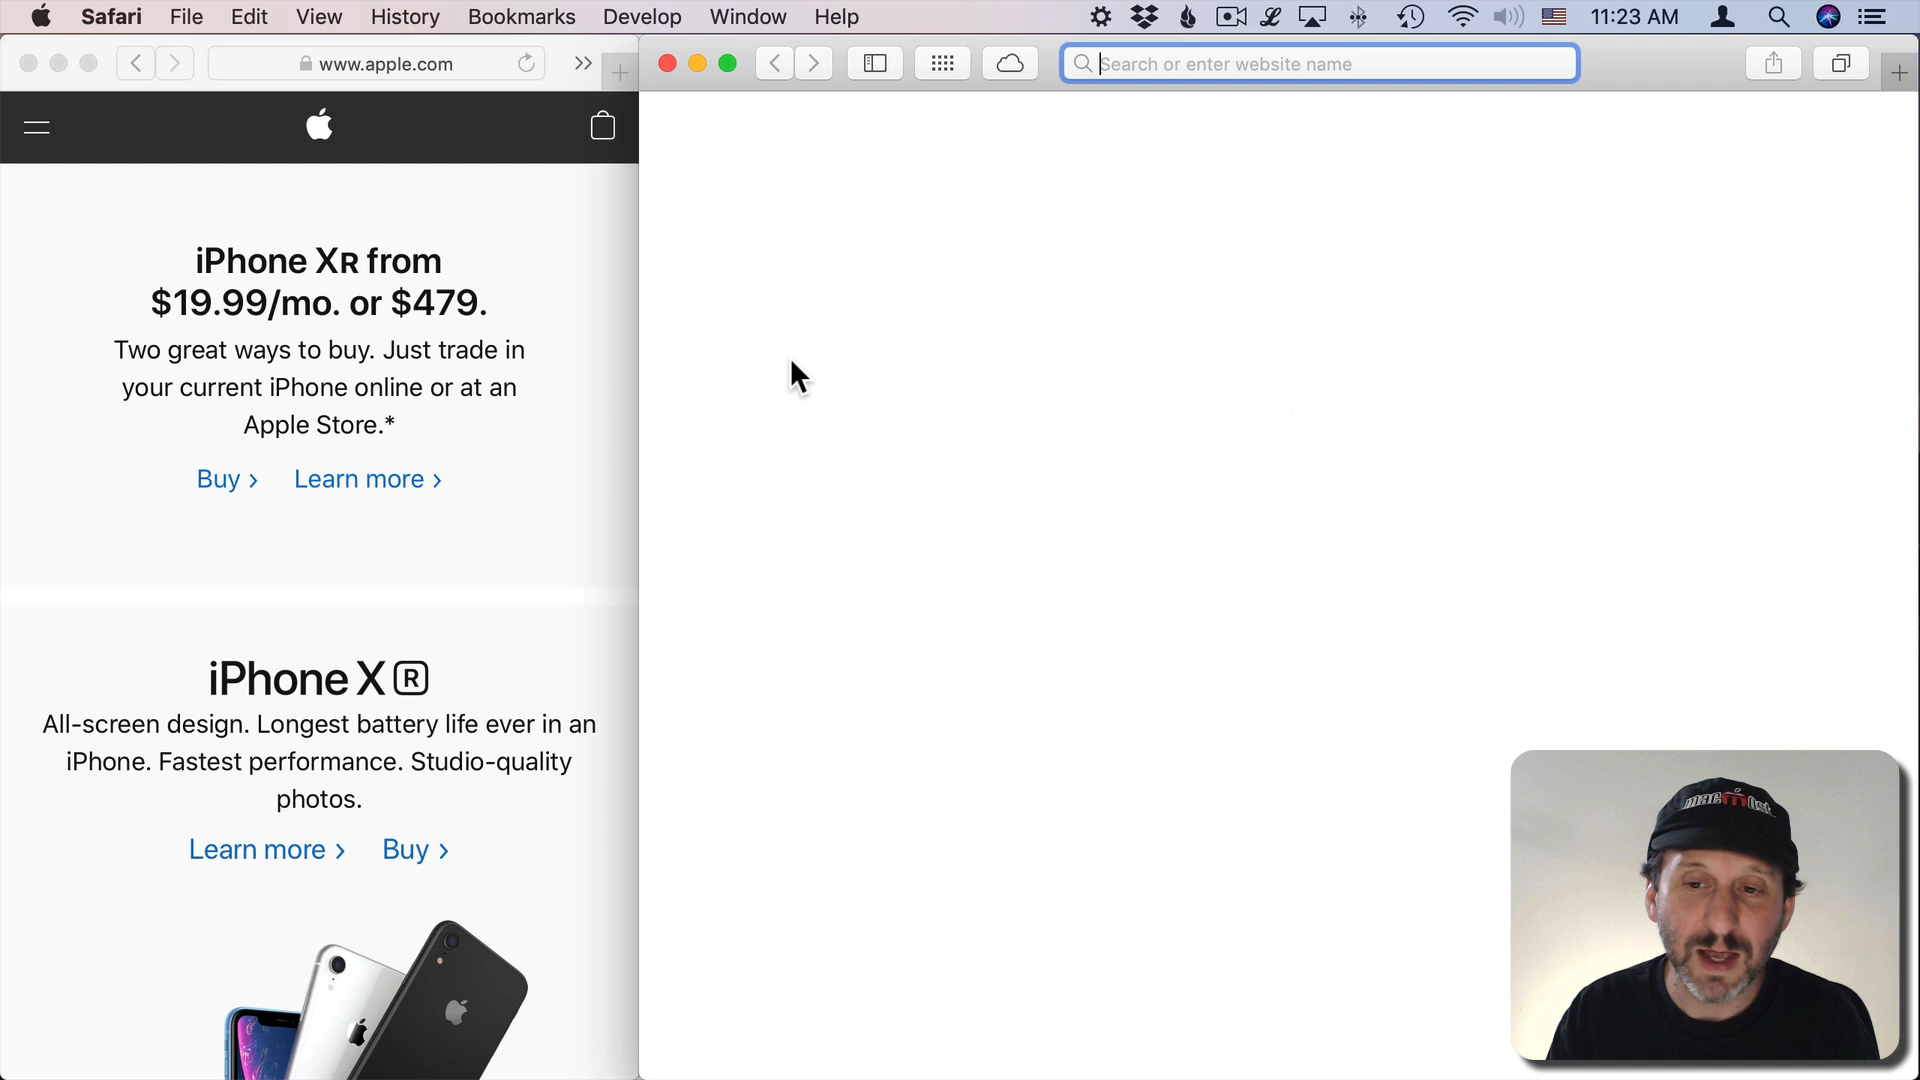 Safari File Edit View History Bookmarks Develop Window Help 11:23 AM
www.apple.com
Search or enter website name
iPhone XR from
$19.99/mo. or $479.
Two great ways to buy. Just trade in
your current iPhone online or at an
Apple Store.*
Buy › Learn more ›
iPhone X R
All-screen design. Longest battery life ever in an
iPhone. Fastest performance. Studio-quality
photos.
Learn more › Buy ›
macmost